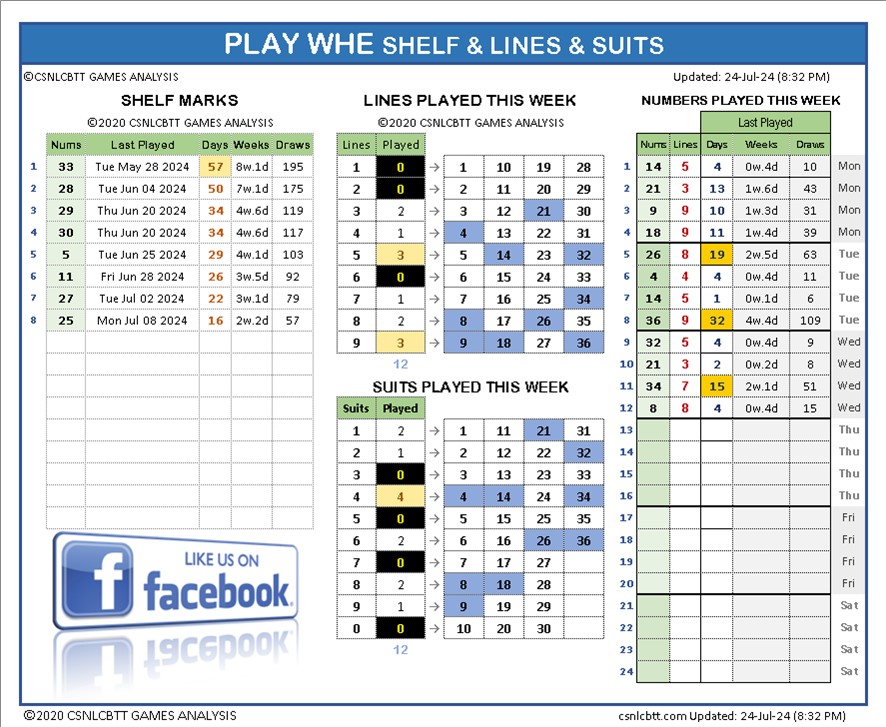 PLAY WHE SHELF & LINES & SUITS
©CSNLCBTT GAMES ANALYSIS
Updated: 24-Jul-24 (8:32 PM)
SHELF MARKS
©2020 CSNLCBTT GAMES ANALYSIS
Nums Last Played Days Weeks Draws
1 33 Tue May 28 2024 57 8w.1d 195
2 28 Tue Jun 04 2024 50 7w.1d 175
3 29 Thu Jun 20 2024 34 4w.6d 119
4 30 Thu Jun 20 2024 34 4w.6d 117
5 5 Tue Jun 25 2024 29 4w.1d 103
6 11 Fri Jun 28 2024 26 3w.5d 92
7 27 Tue Jul 02 2024 22 3w.1d 79
8 25 Mon Jul 08 2024 16 2w.2d 57
LIKE US ON
facebook.
LINES PLAYED THIS WEEK
©2020 CSNLCBTT GAMES ANALYSIS
Lines Played
1 0 → 1 10 19 28
2 0 → 2 11 20 29
3 2 → 3 12 21 30
4 1 → 4 13 22 31
5 3 → 5 14 23 32
6 0 → 6 15 24 33
7 1 → 7 16 25 34
8 2 → 8 17 26 35
9 3 → 9 18 27 36
12
SUITS PLAYED THIS WEEK
Suits Played
1 2 → 1 11 21 31
2 1 → 2 12 22 32
3 0 → 3 13 23 33
4 4 → 4 14 24 34
5 0 → 5 15 25 35
6 2 → 6 16 26 36
7 0 → 7 17 27
8 2 → 8 18 28
9 1 → 9 19 29
0 0 → 10 20 30
12
NUMBERS PLAYED THIS WEEK
Last Played
Nums Lines Days Weeks Draws
1 14 5 4 0w.4d 10 Mon
2 21 3 13 1w.6d 43 Mon
3 9 9 10 1w.3d 31 Mon
4 18 9 11 1w.4d 39 Mon
5 26 8 19 2w.5d 63 Tue
6 4 4 4 0w.4d 11 Tue
7 14 5 1 0w.1d 6 Tue
8 36 9 32 4w.4d 109 Tue
9 32 5 4 0w.4d 9 Wed
10 21 3 2 0w.2d 8 Wed
11 34 7 15 2w.1d 51 Wed
12 8 8 4 0w.4d 15 Wed
13 Thu
14 Thu
15 Thu
16 Thu
17 Fri
18 Fri
19 Fri
20 Fri
21 Sat
22 Sat
23 Sat
24 Sat
©2020 CSNLCBTT GAMES ANALYSIS
csnlcbtt.com Updated: 24-Jul-24 (8:32 PM)